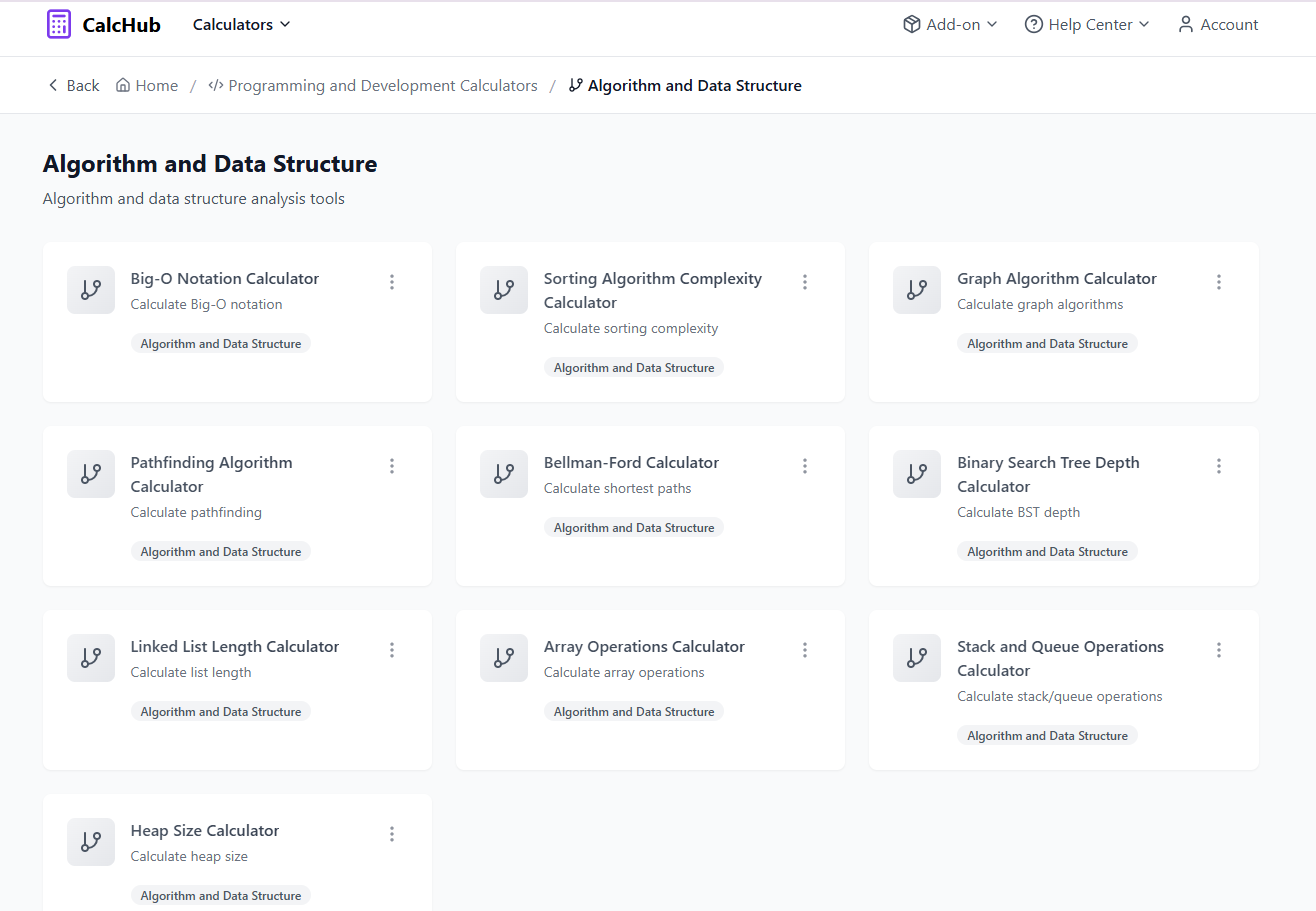 CalcHub
Calculators
Add-on
Help Center
Account
Back
Home
/
Programming and Development Calculators
/
Algorithm and Data Structure
Algorithm and Data Structure
Algorithm and data structure analysis tools
Big-O Notation Calculator
Calculate Big-O notation
Algorithm and Data Structure
Sorting Algorithm Complexity
Calculator
Calculate sorting complexity
Algorithm and Data Structure
Graph Algorithm Calculator
Calculate graph algorithms
Algorithm and Data Structure
Pathfinding Algorithm
Calculator
Calculate pathfinding
Algorithm and Data Structure
Bellman-Ford Calculator
Calculate shortest paths
Algorithm and Data Structure
Binary Search Tree Depth
Calculator
Calculate BST depth
Algorithm and Data Structure
Linked List Length Calculator
Calculate list length
Algorithm and Data Structure
Array Operations Calculator
Calculate array operations
Algorithm and Data Structure
Stack and Queue Operations
Calculator
Calculate stack/queue operations
Algorithm and Data Structure
Heap Size Calculator
Calculate heap size
Algorithm and Data Structure